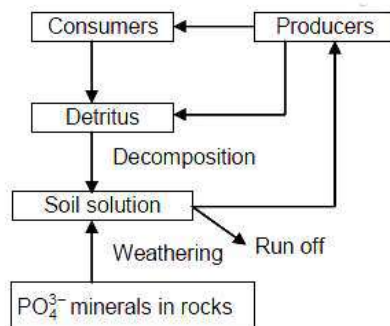 Consumers
Producers
Detritus
Decomposition
Soil solution
Weathering
Run off
PO₄³⁻ minerals in rocks